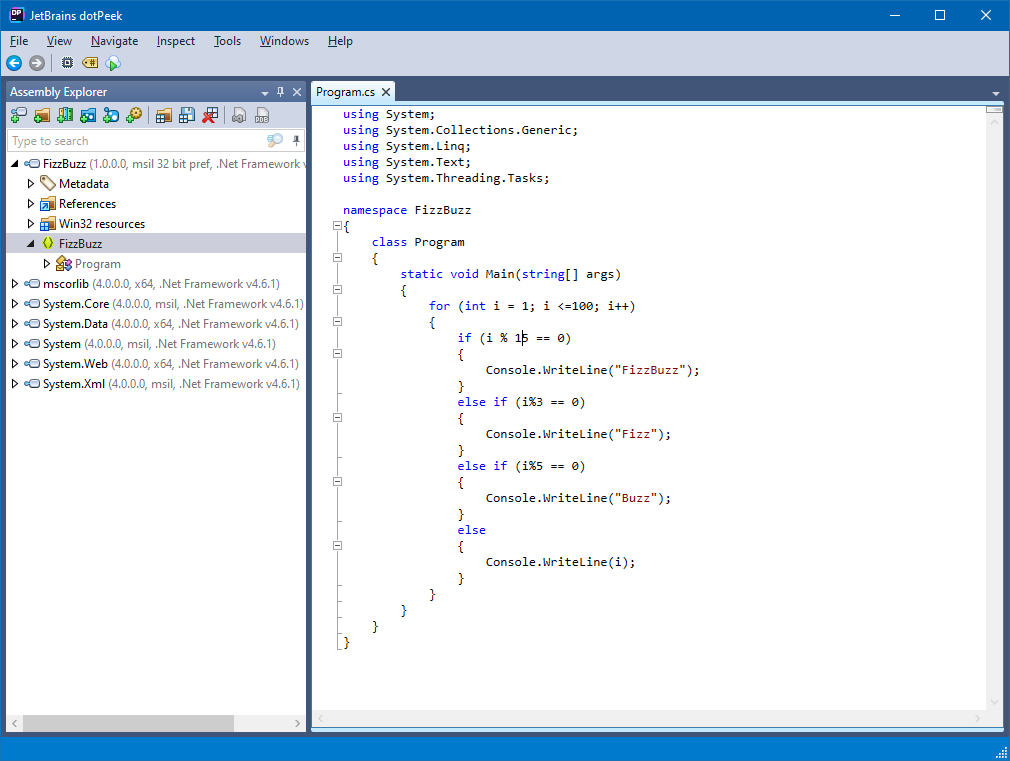 JetBrains dotPeek
File View Navigate Inspect Tools Windows Help
Assembly Explorer
Type to search
FizzBuzz (1.0.0.0, msil 32 bit pref, .Net Framework v
Metadata
References
Win32 resources
FizzBuzz
Program
mscorlib (4.0.0.0, x64, .Net Framework v4.6.1)
System.Core (4.0.0.0, msil, .Net Framework v4.6.1)
System.Data (4.0.0.0, x64, .Net Framework v4.6.1)
System (4.0.0.0, msil, .Net Framework v4.6.1)
System.Web (4.0.0.0, x64, .Net Framework v4.6.1)
System.Xml (4.0.0.0, msil, .Net Framework v4.6.1)
Program.cs
using System;
using System.Collections.Generic;
using System.Linq;
using System.Text;
using System.Threading.Tasks;
namespace FizzBuzz
{
class Program
{
static void Main(string[] args)
{
for (int i = 1; i <=100; i++)
{
if (i % 15 == 0)
{
Console.WriteLine("FizzBuzz");
}
else if (i%3 == 0)
{
Console.WriteLine("Fizz");
}
else if (i%5 == 0)
{
Console.WriteLine("Buzz");
}
else
{
Console.WriteLine(i);
}
}
}
}
}